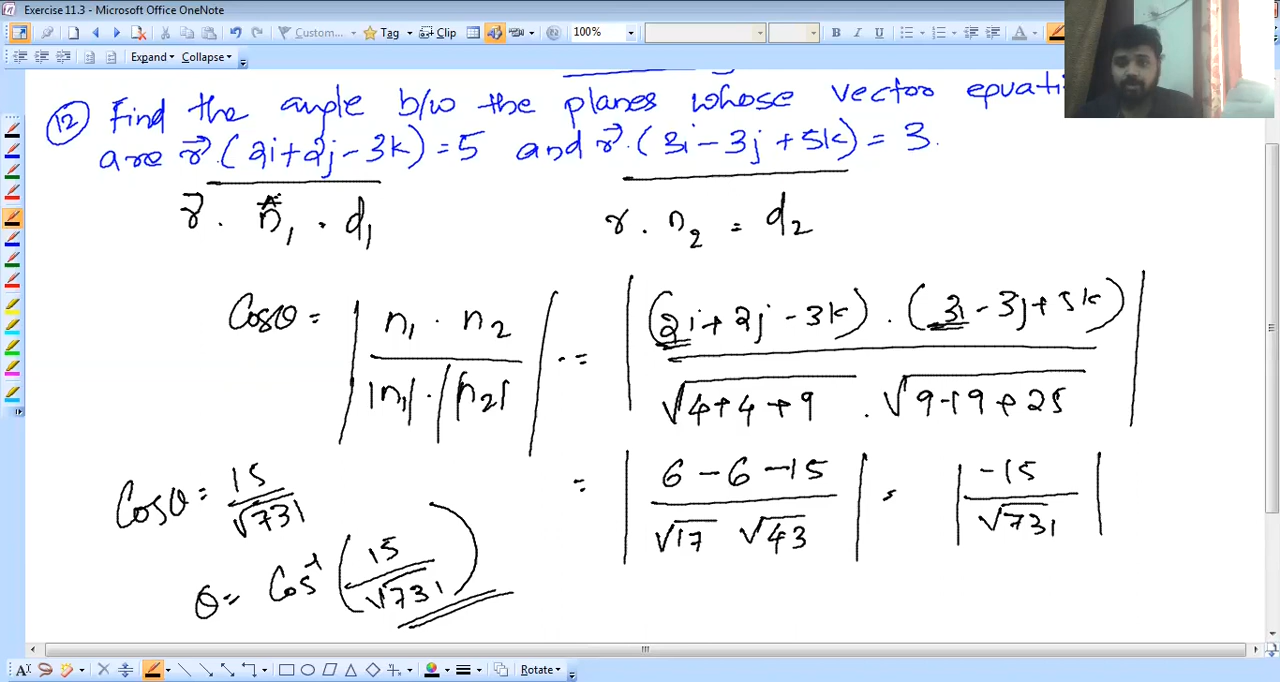 Exercise 11.3 - Microsoft Office OneNote
Custom... Tag Clip 100% B I U A
Expand Collapse
12 Find the angle b/w the planes whose vector equati
are r⃗.(2i+2j-3k)=5 and r⃗.(3i-3j+5k)=3.
r⃗. n̂₁ = d₁ r . n₂ = d₂
Cosθ = | n₁ . n₂ / |n₁| . |n₂| | = | (2i+2j-3k) . (3i-3j+5k) / √4+4+9 . √9+9+25 |
= | 6-6-15 / √17 √43 | = | -15 / √731 |
Cosθ = 15 / √731
θ = Cos⁻¹ ( 15 / √731 )
Rotate